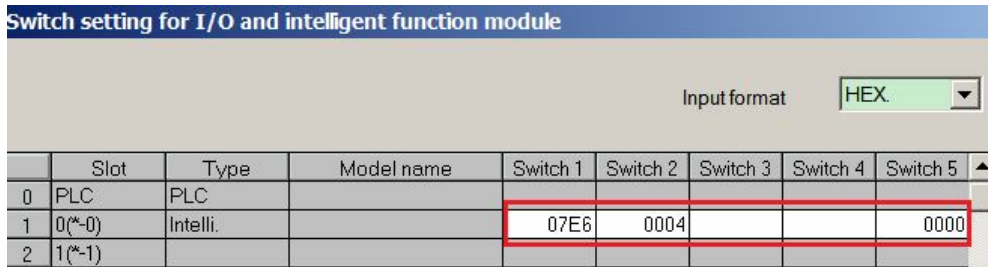 Switch setting for I/O and intelligent function module
Input format HEX.
Slot Type Model name Switch 1 Switch 2 Switch 3 Switch 4 Switch 5
0 PLC PLC
1 0(*-0) Intelli. 07E6 0004 0000
2 1(*-1)